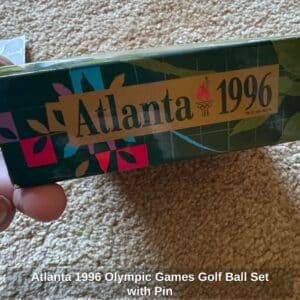 Atlanta 1996
Atlanta 1996 Olympic Games Golf Ball Set
with Pin